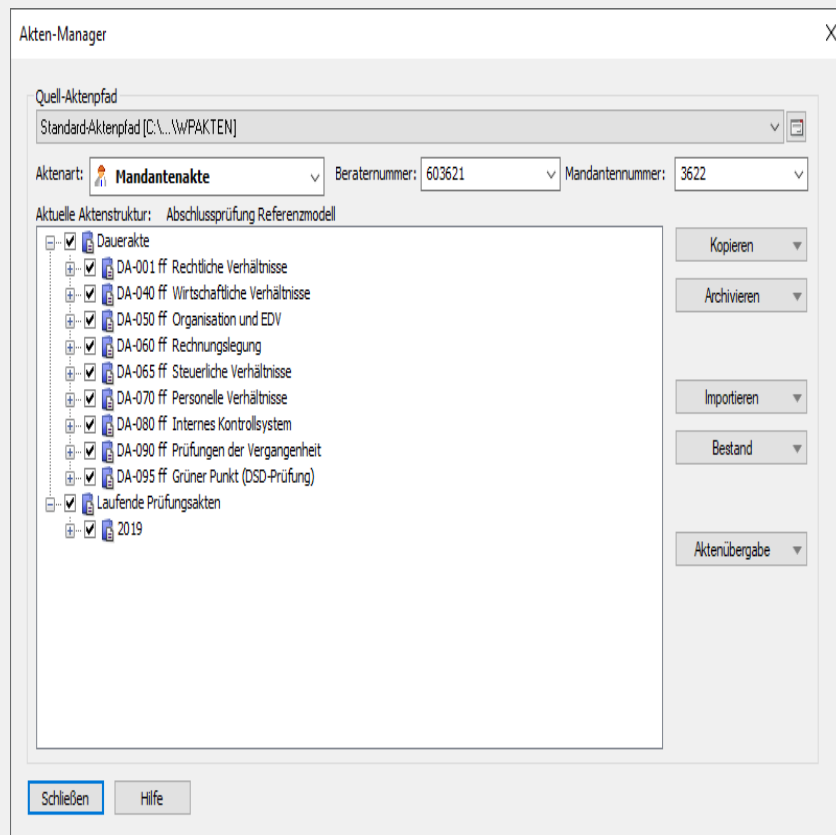 Akten-Manager
Quell-Aktenpfad
Standard-Aktenpfad [C:\...\WPAKTEN]
Aktenart: Mandantenakte Beraternummer: 603621 Mandantennummer: 3622
Aktuelle Aktenstruktur: Abschlussprüfung Referenzmodell
Dauerakte
DA-001 ff Rechtliche Verhältnisse
DA-040 ff Wirtschaftliche Verhältnisse
DA-050 ff Organisation und EDV
DA-060 ff Rechnungslegung
DA-065 ff Steuerliche Verhältnisse
DA-070 ff Personelle Verhältnisse
DA-080 ff Internes Kontrollsystem
DA-090 ff Prüfungen der Vergangenheit
DA-095 ff Grüner Punkt (DSD-Prüfung)
Laufende Prüfungsakten
2019
Kopieren
Archivieren
Importieren
Bestand
Aktenübergabe
Schließen Hilfe